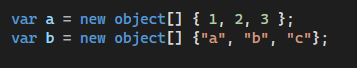 var a = new object[] { 1, 2, 3 };
var b = new object[] {"a", "b", "c"};